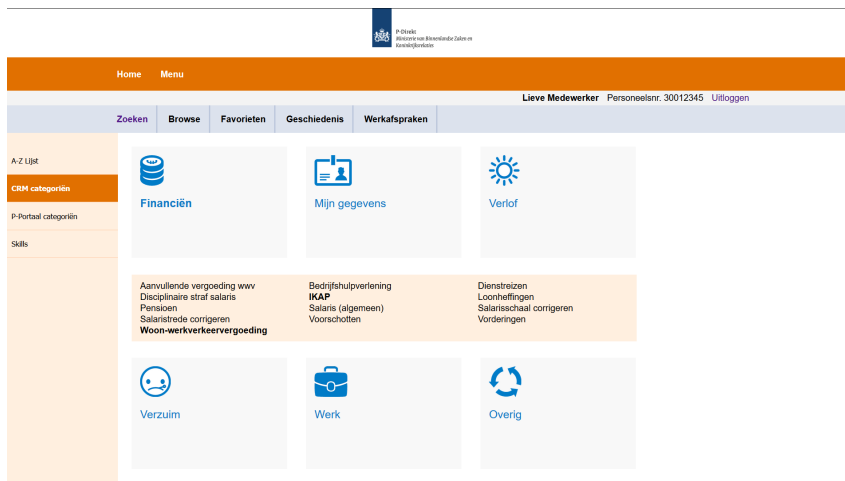 P-Direkt
Ministerie van Binnenlandse Zaken en
Koninkrijksrelaties
Home Menu
Lieve Medewerker Personeelsnr. 30012345 Uitloggen
Zoeken Browse Favorieten Geschiedenis Werkafspraken
A-Z Lijst
CRM categoriën
P-Portaal categoriën
Skills
Financiën Mijn gegevens Verlof
Aanvullende vergoeding wwv Bedrijfshulpverlening Dienstreizen
Disciplinaire straf salaris IKAP Loonheffingen
Pensioen Salaris (algemeen) Salarisschaal corrigeren
Salaristrede corrigeren Voorschotten Vorderingen
Woon-werkverkeervergoeding
Verzuim Werk Overig